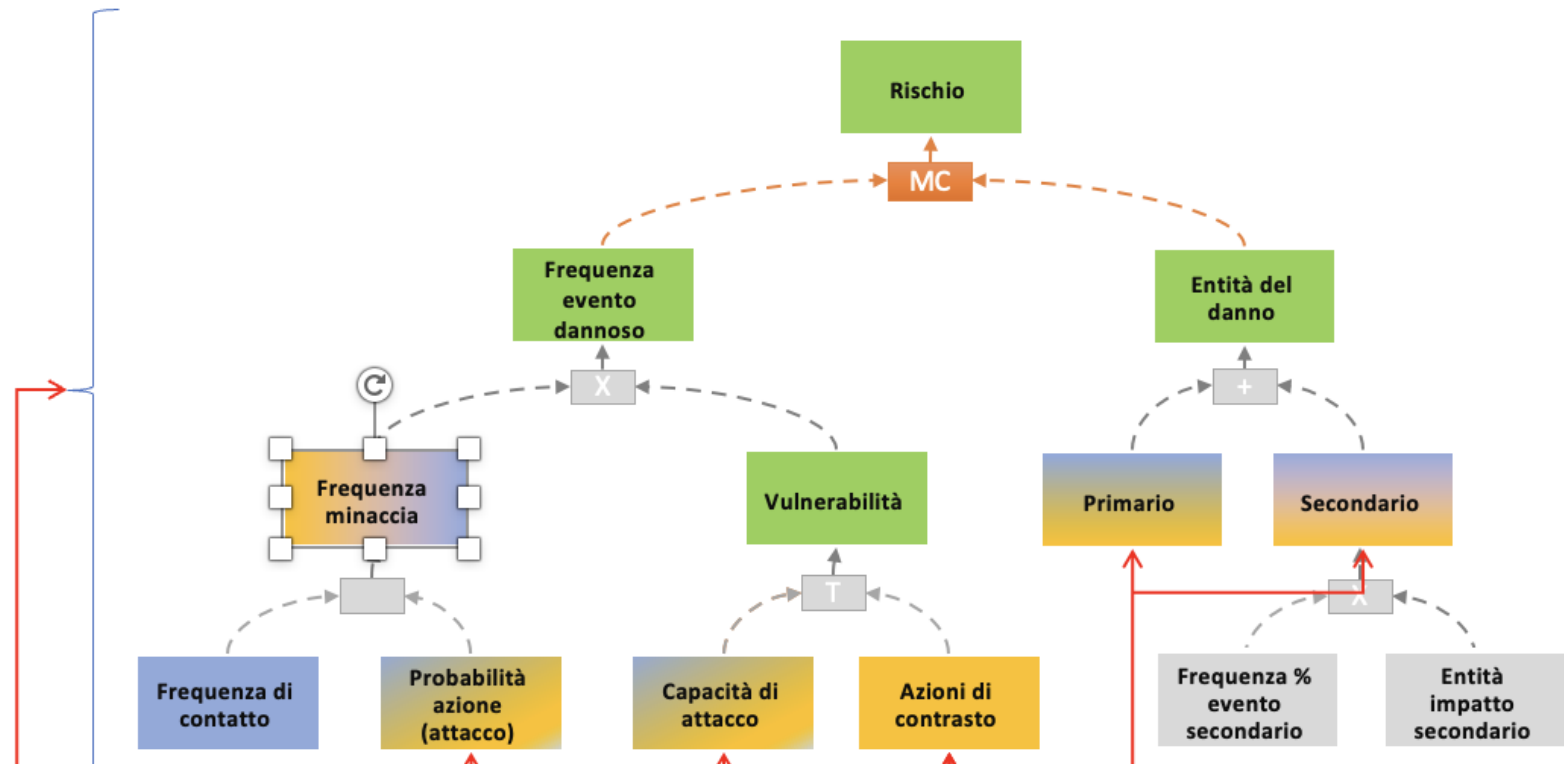 Rischio
MC
Frequenza
evento
dannoso
Entità del
danno
X
+
Frequenza
minaccia
Vulnerabilità
Primario
Secondario
T
X
Frequenza di
contatto
Probabilità
azione
(attacco)
Capacità di
attacco
Azioni di
contrasto
Frequenza %
evento
secondario
Entità
impatto
secondario